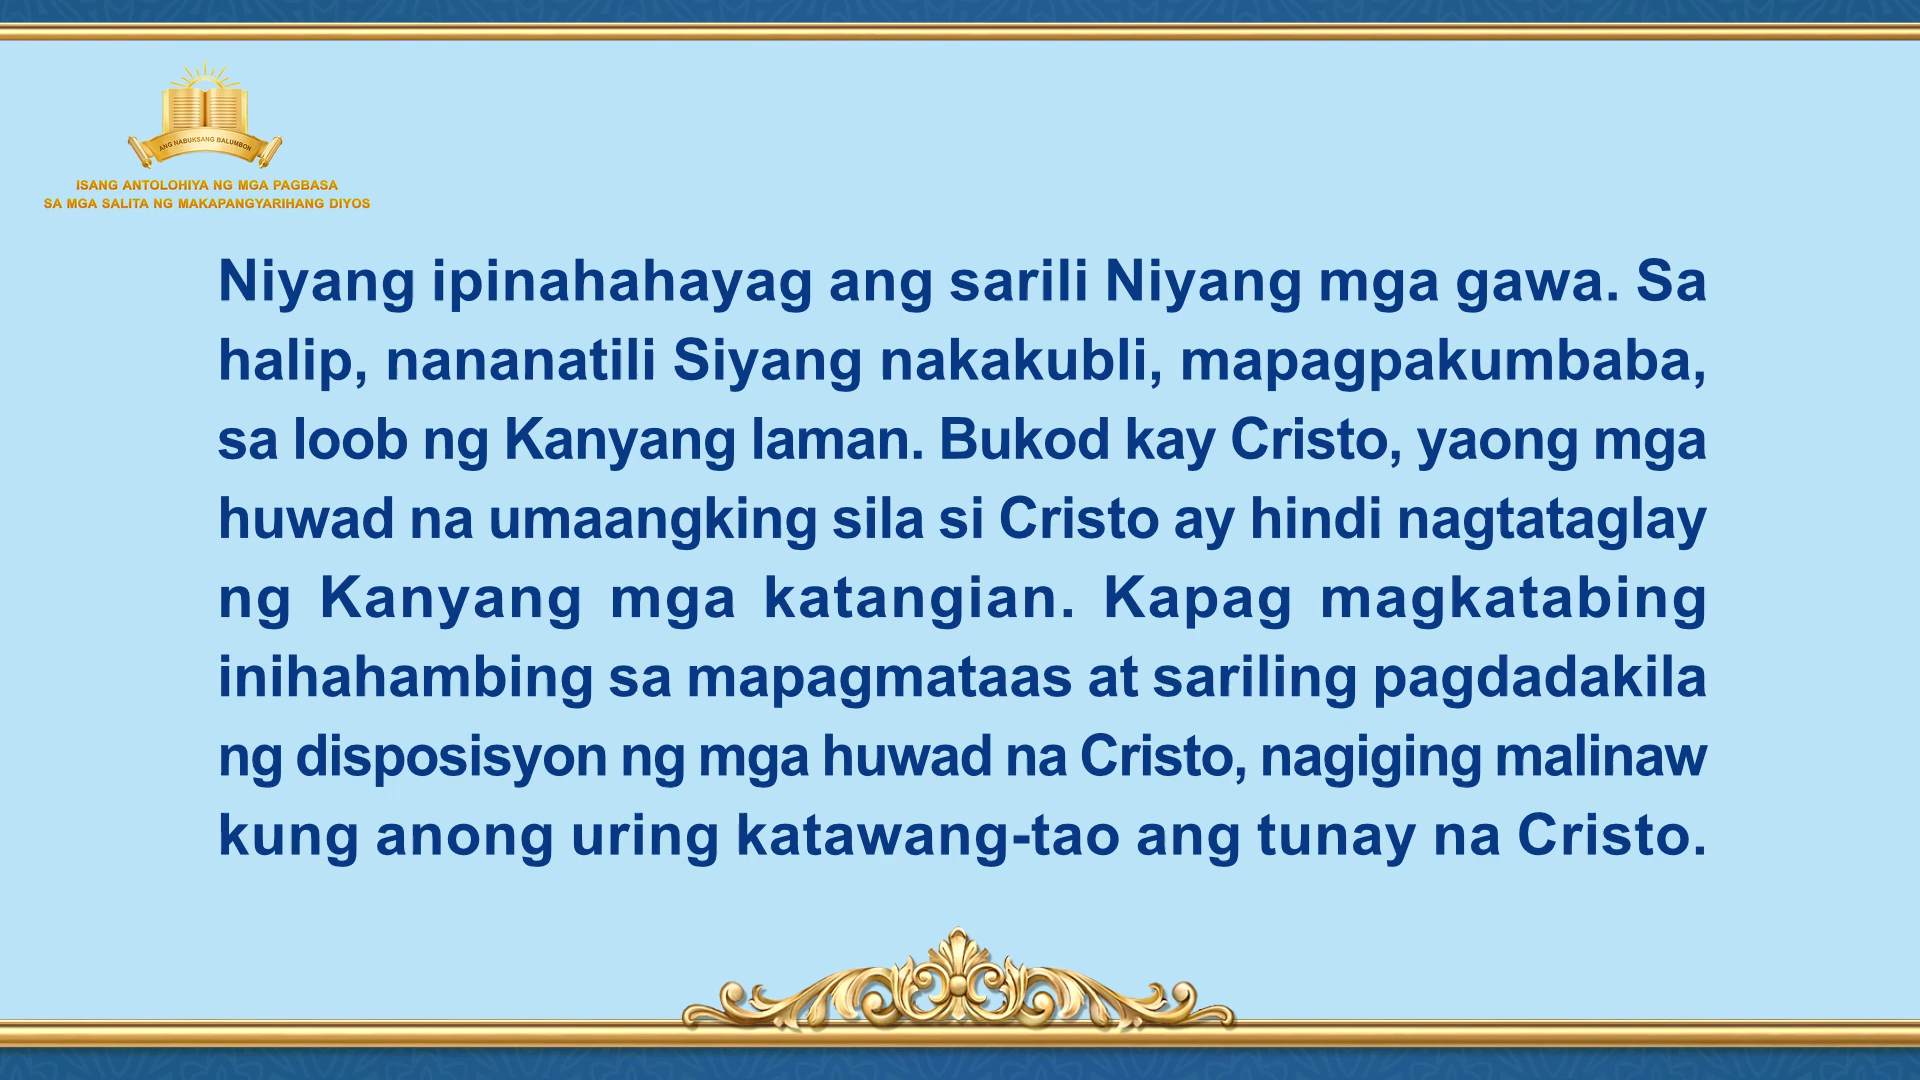 ANG NABUKSANG BALUMBON
ISANG ANTOLOHIYA NG MGA PAGBASA
SA MGA SALITA NG MAKAPANGYARIHANG DIYOS
Niyang ipinahahayag ang sarili Niyang mga gawa. Sa
halip, nananatili Siyang nakakubli, mapagpakumbaba,
sa loob ng Kanyang laman. Bukod kay Cristo, yaong mga
huwad na umaangking sila si Cristo ay hindi nagtataglay
ng Kanyang mga katangian. Kapag magkatabing
inihahambing sa mapagmataas at sariling pagdadakila
ng disposisyon ng mga huwad na Cristo, nagiging malinaw
kung anong uring katawang-tao ang tunay na Cristo.